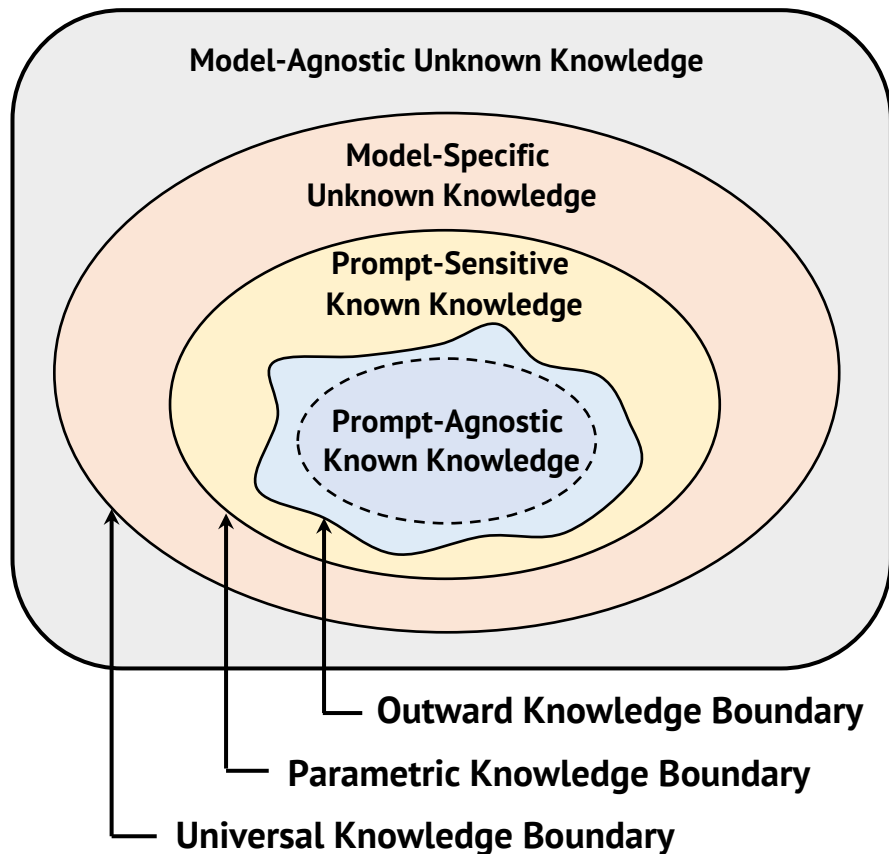 Model-Agnostic Unknown Knowledge
Model-Specific
Unknown Knowledge
Prompt-Sensitive
Known Knowledge
Prompt-Agnostic
Known Knowledge
Outward Knowledge Boundary
Parametric Knowledge Boundary
Universal Knowledge Boundary